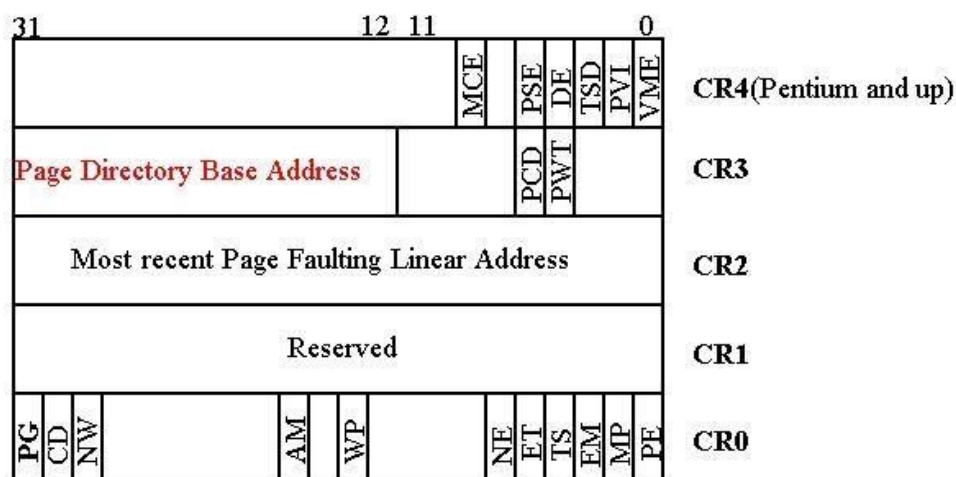 31 12 11 0
MCE PSE DE TSD PVI VME CR4(Pentium and up)
Page Directory Base Address PCD PWT CR3
Most recent Page Faulting Linear Address CR2
Reserved CR1
PG CD NW AM WP NE ET TS EM MP PE CR0